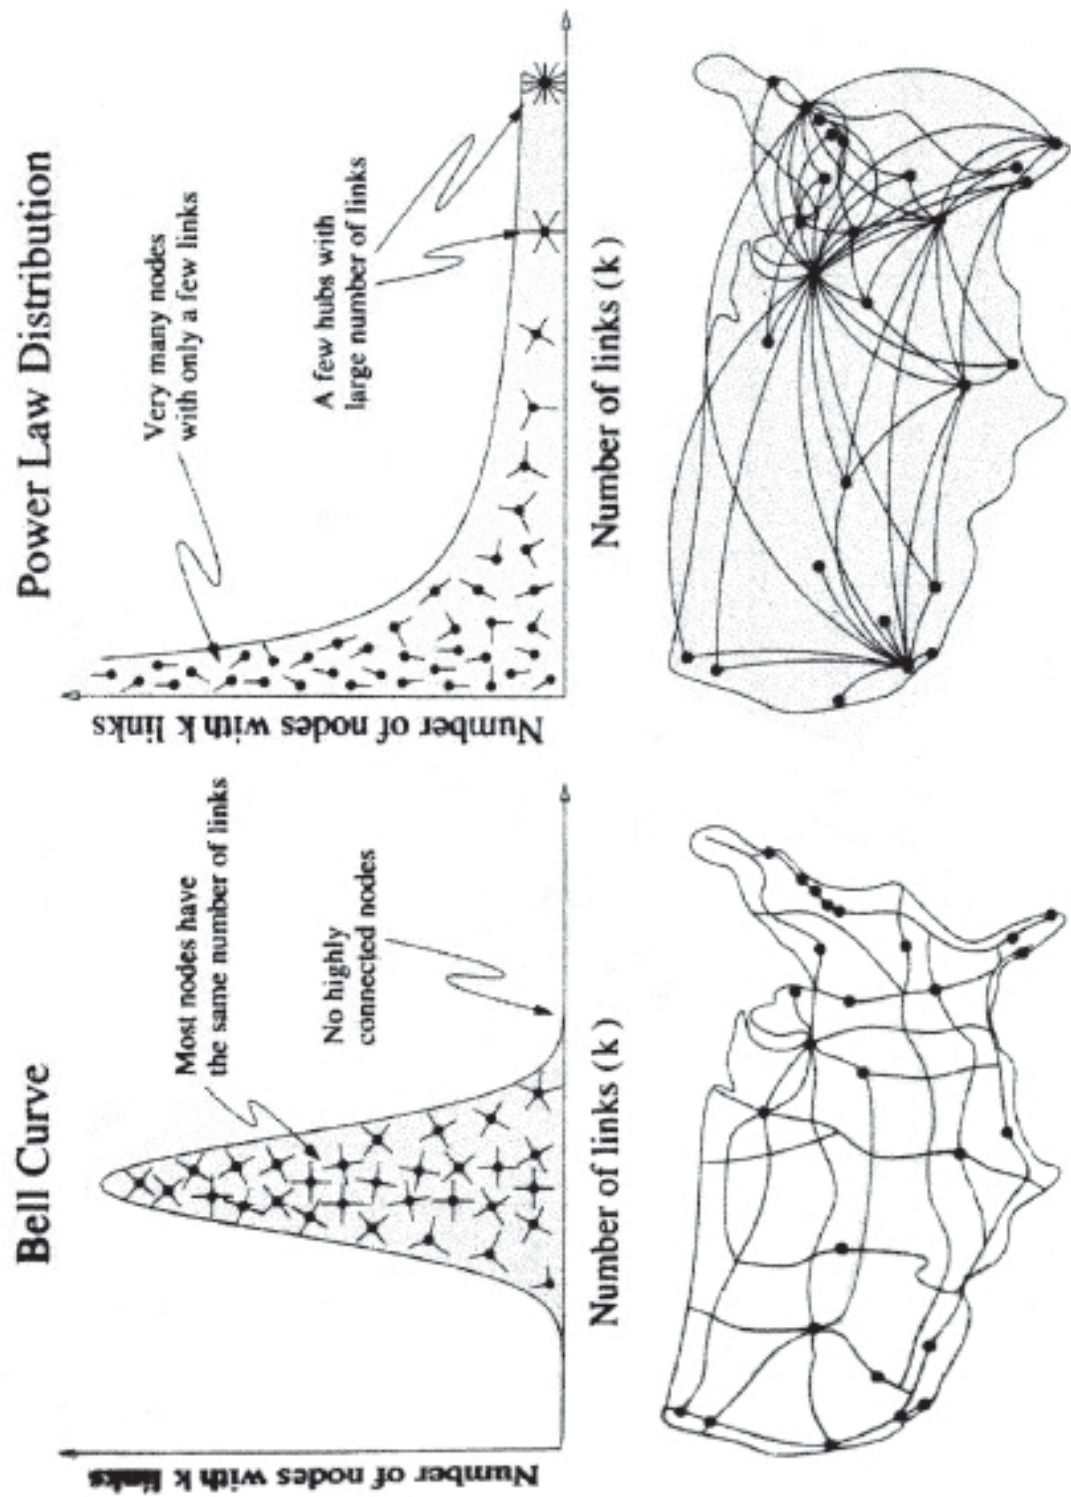 Bell Curve
Most nodes have
the same number of links
No highly
connected nodes
Number of nodes with k links
Number of links (k)
Power Law Distribution
Very many nodes
with only a few links
A few hubs with
large number of links
Number of nodes with k links
Number of links (k)